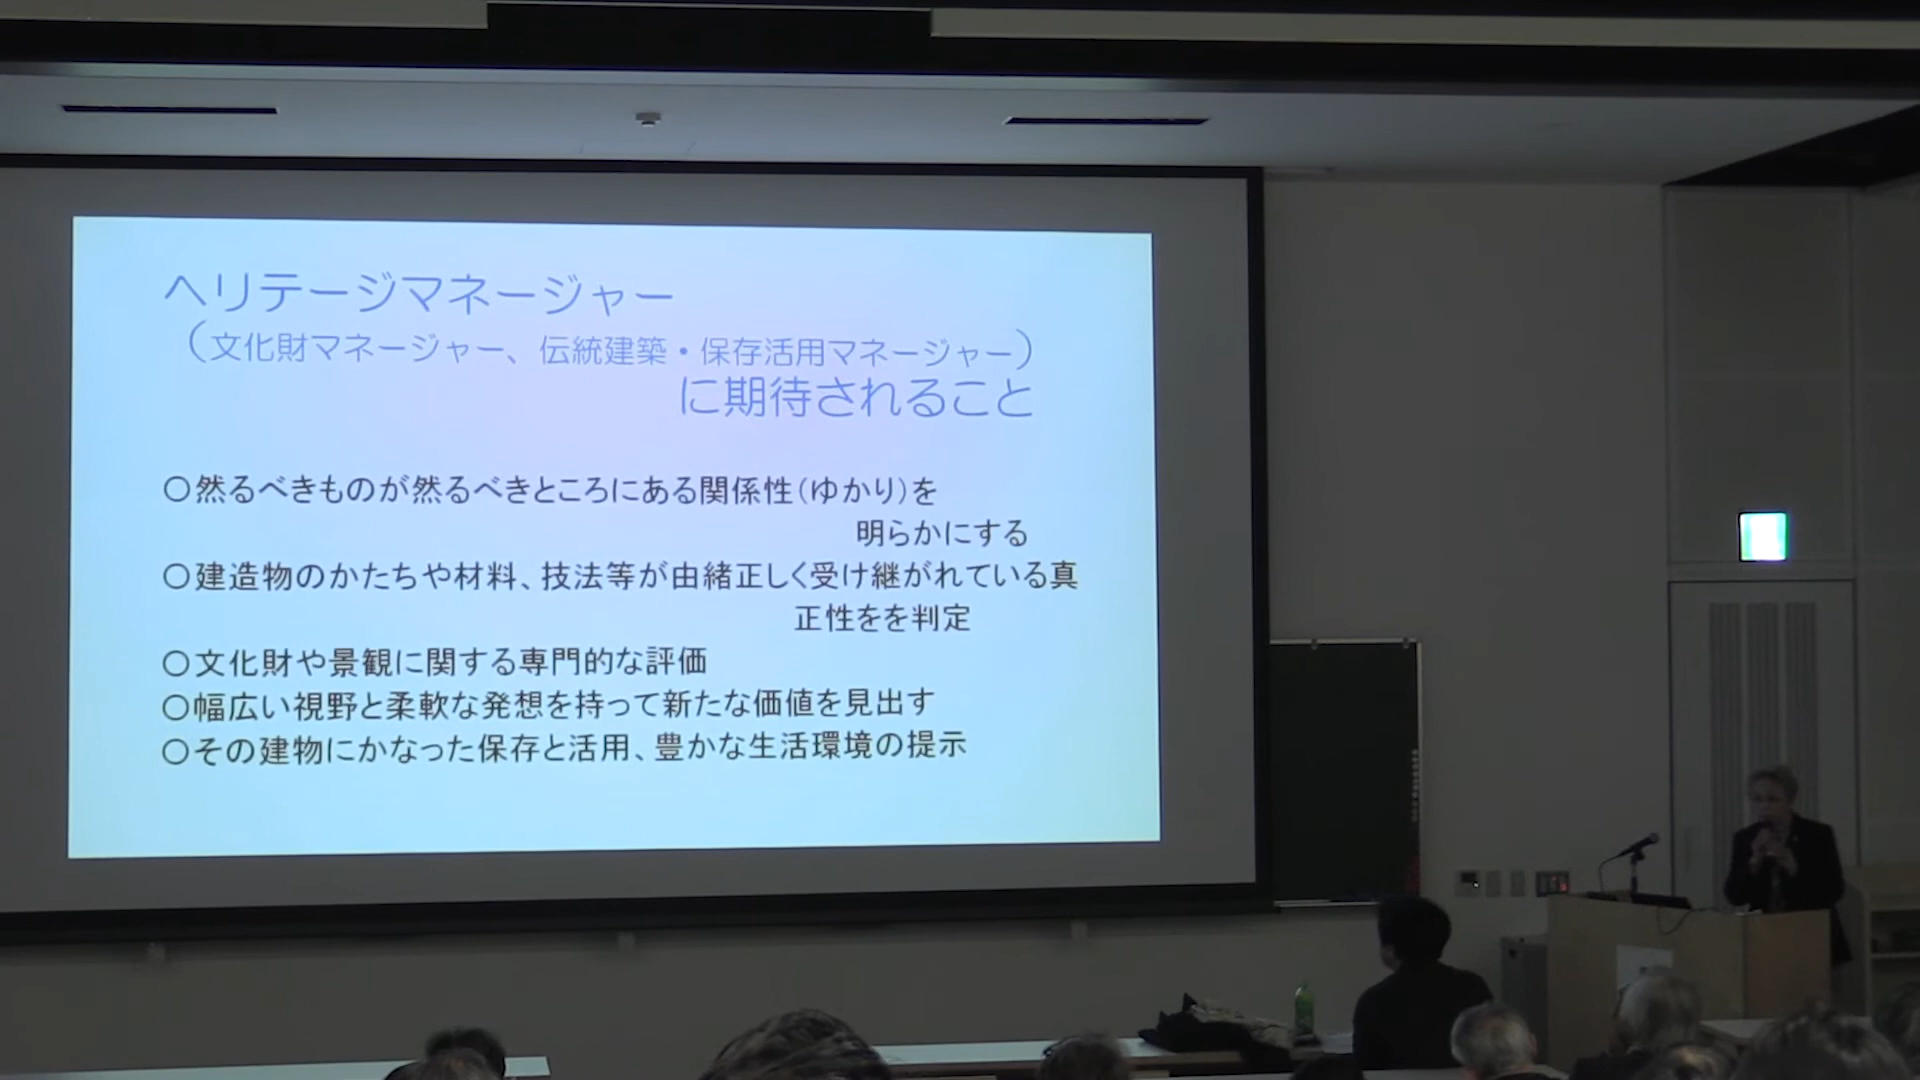 ヘリテージマネージャー
（文化財マネージャー、伝統建築・保存活用マネージャー）
に期待されること
○然るべきものが然るべきところにある関係性（ゆかり）を
明らかにする
○建造物のかたちや材料、技法等が由緒正しく受け継がれている真
正性をを判定
○文化財や景観に関する専門的な評価
○幅広い視野と柔軟な発想を持って新たな価値を見出す
○その建物にかなった保存と活用、豊かな生活環境の提示